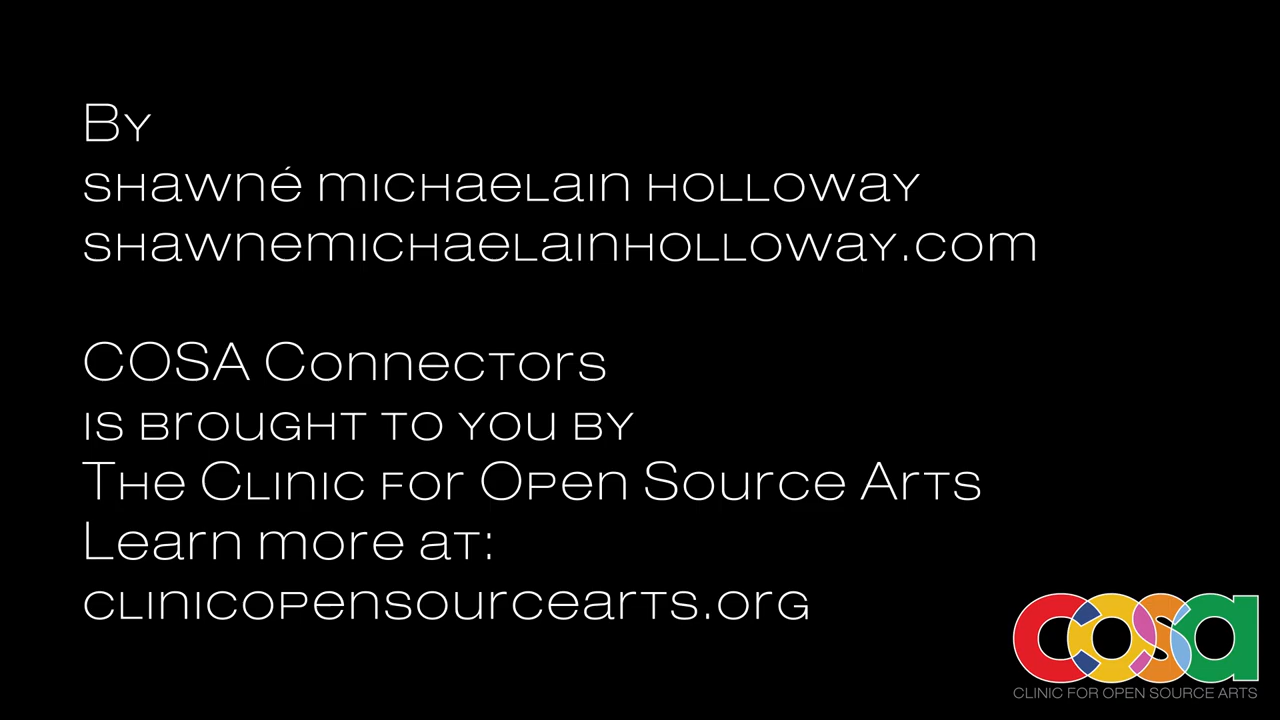 By
shawné michaelain holloway
shawnemichaelainholloway.com
COSA Connectors
is brought to you by
The Clinic for Open Source Arts
Learn more at:
clinicopensourcearts.org
cosa
CLINIC FOR OPEN SOURCE ARTS